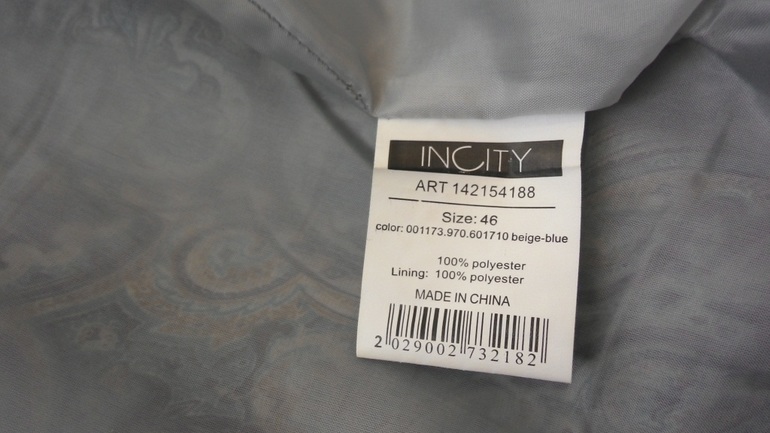 INCITY
ART 142154188
Size: 46
color: 001173.970.601710 beige-blue
100% polyester
Lining: 100% polyester
MADE IN CHINA
2 029002 732182